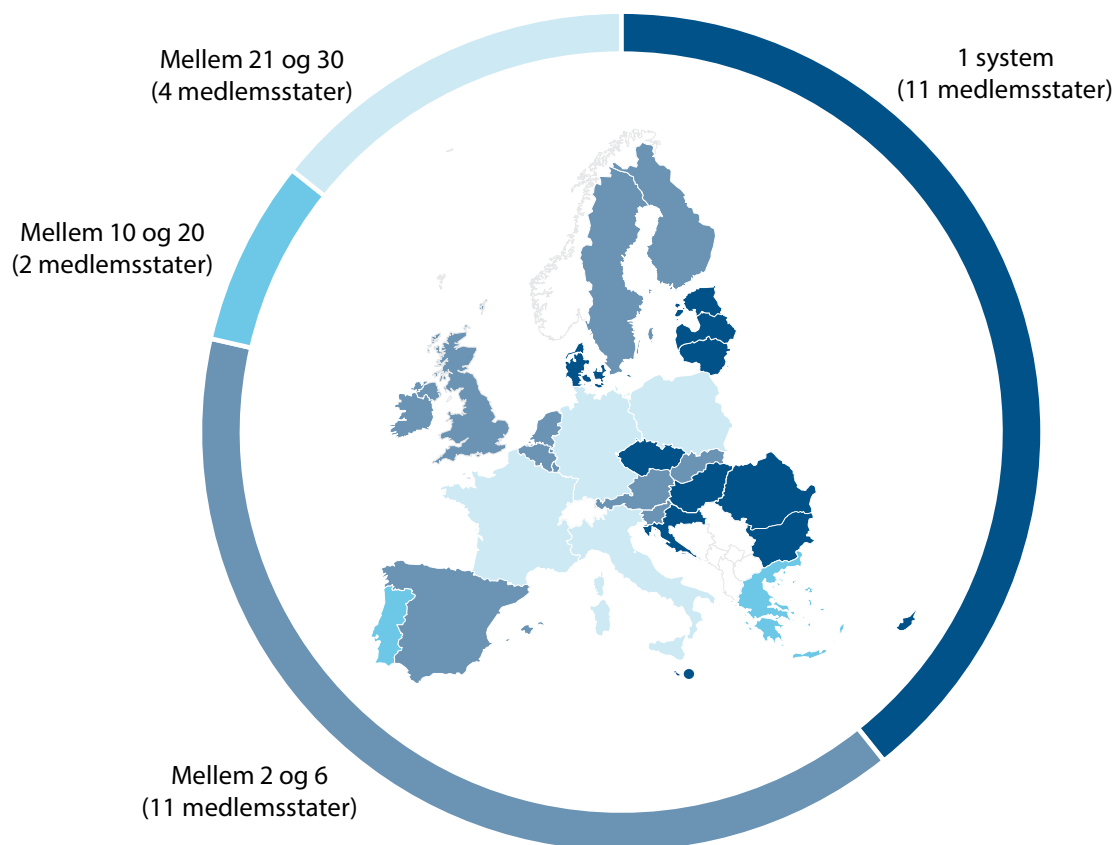 Mellem 21 og 30
(4 medlemsstater)
1 system
(11 medlemsstater)
Mellem 10 og 20
(2 medlemsstater)
Mellem 2 og 6
(11 medlemsstater)